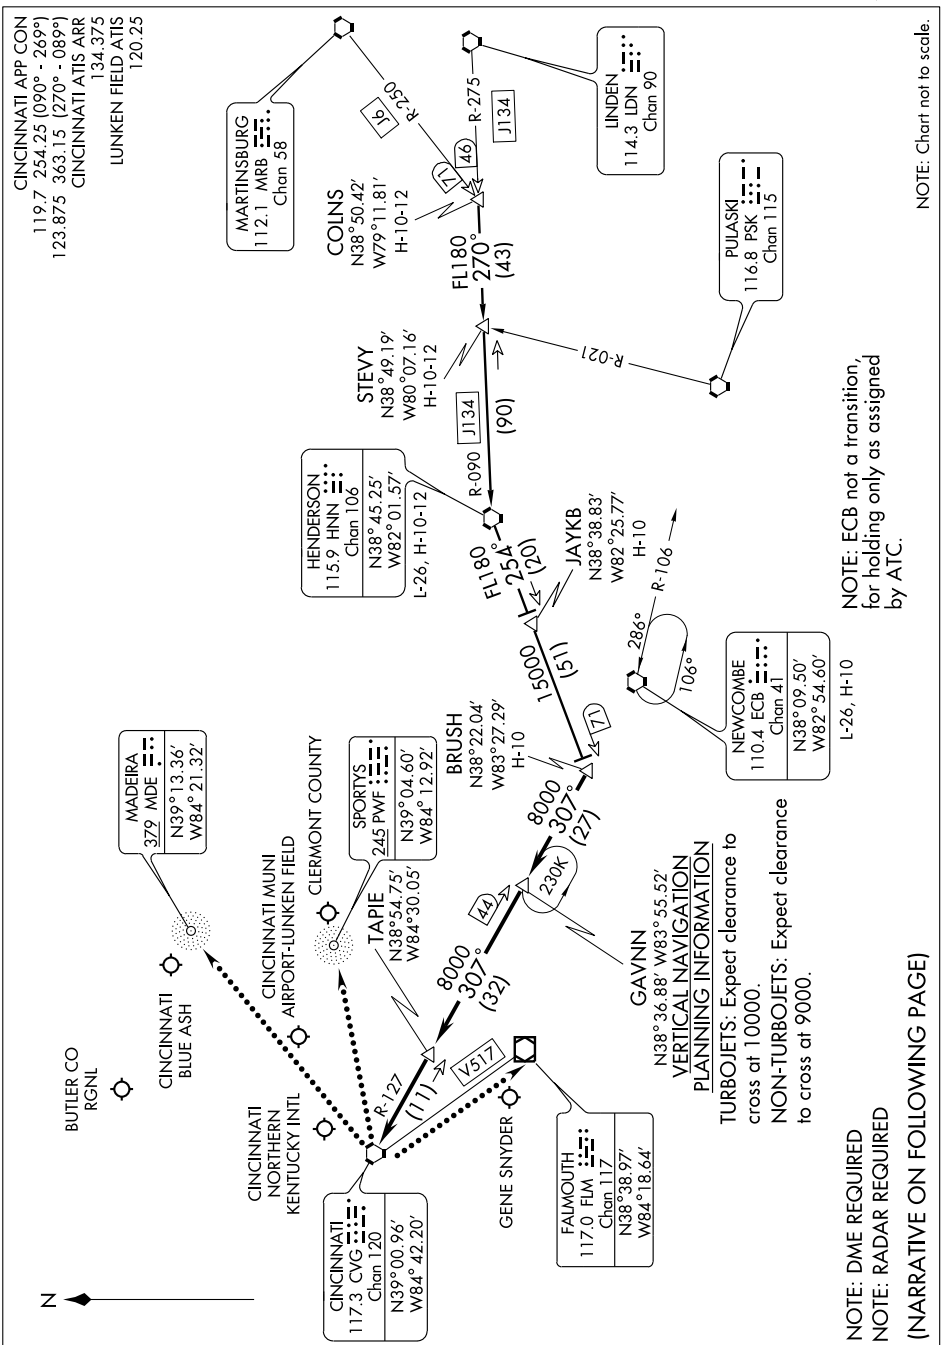 CINCINNATI APP CON
119.7 254.25 (090° - 269°)
123.875 363.15 (270° - 089°)
CINCINNATI ATIS ARR
134.375
LUNKEN FIELD ATIS
120.25
N
BUTLER CO
RGNL
CINCINNATI
BLUE ASH
MADEIRA
379 MDE
N39°13.36′
W84° 21.32′
CINCINNATI MUNI
AIRPORT-LUNKEN FIELD
CLERMONT COUNTY
SPORTYS
245 PWF
N39°04.60′
W84° 12.92′
CINCINNATI
NORTHERN
KENTUCKY INTL
CINCINNATI
117.3 CVG
Chan 120
N39°00.96′
W84° 42.20′
R-127
(11)
TAPIE
N38°54.75′
W84°30.05′
V517
8000
307°
(32)
44
230K
GENE SNYDER
FALMOUTH
117.0 FLM
Chan 117
N38°38.97′
W84°18.64′
GAVNN
N38°36.88′ W83°55.52′
VERTICAL NAVIGATION
PLANNING INFORMATION
TURBOJETS: Expect clearance to
cross at 10000.
NON-TURBOJETS: Expect clearance
to cross at 9000.
8000
307°
(27)
BRUSH
N38°22.04′
W83°27.29′
H-10
71
15000
(51)
JAYKB
N38°38.83′
W82°25.77′
H-10
FL180
254°
(20)
HENDERSON
115.9 HNN
Chan 106
N38° 45.25′
W82° 01.57′
L-26, H-10-12
R-090
J134
(90)
STEVY
N38°49.19′
W80°07.16′
H-10-12
FL180
270°
(43)
COLNS
N38°50.42′
W79°11.81′
H-10-12
71
46
J6
R-250
R-275
J134
MARTINSBURG
112.1 MRB
Chan 58
LINDEN
114.3 LDN
Chan 90
R-021
PULASKI
116.8 PSK
Chan 115
286°
R-106
106°
NEWCOMBE
110.4 ECB
Chan 41
N38°09.50′
W82° 54.60′
L-26, H-10
NOTE: ECB not a transition,
for holding only as assigned
by ATC.
NOTE: DME REQUIRED
NOTE: RADAR REQUIRED
(NARRATIVE ON FOLLOWING PAGE)
NOTE: Chart not to scale.